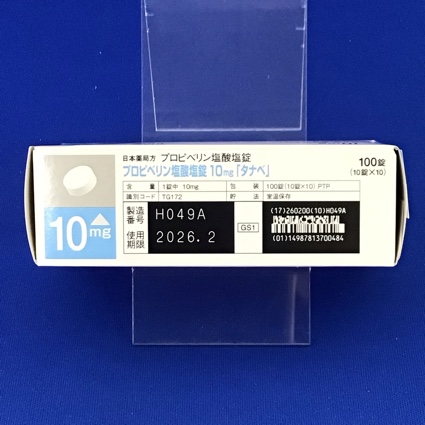 日本薬局方 プロピベリン塩酸塩錠
プロピベリン塩酸塩錠10mg「タナベ」
100錠
(10錠×10)
含量 1錠中 10mg 包装 100錠(10錠×10)PTP
識別コード TG172 貯法 室温保存
10mg
製造番号 H049A
使用期限 2026.2
GS1
(17)260200(10)H049A
(01)14987813700484